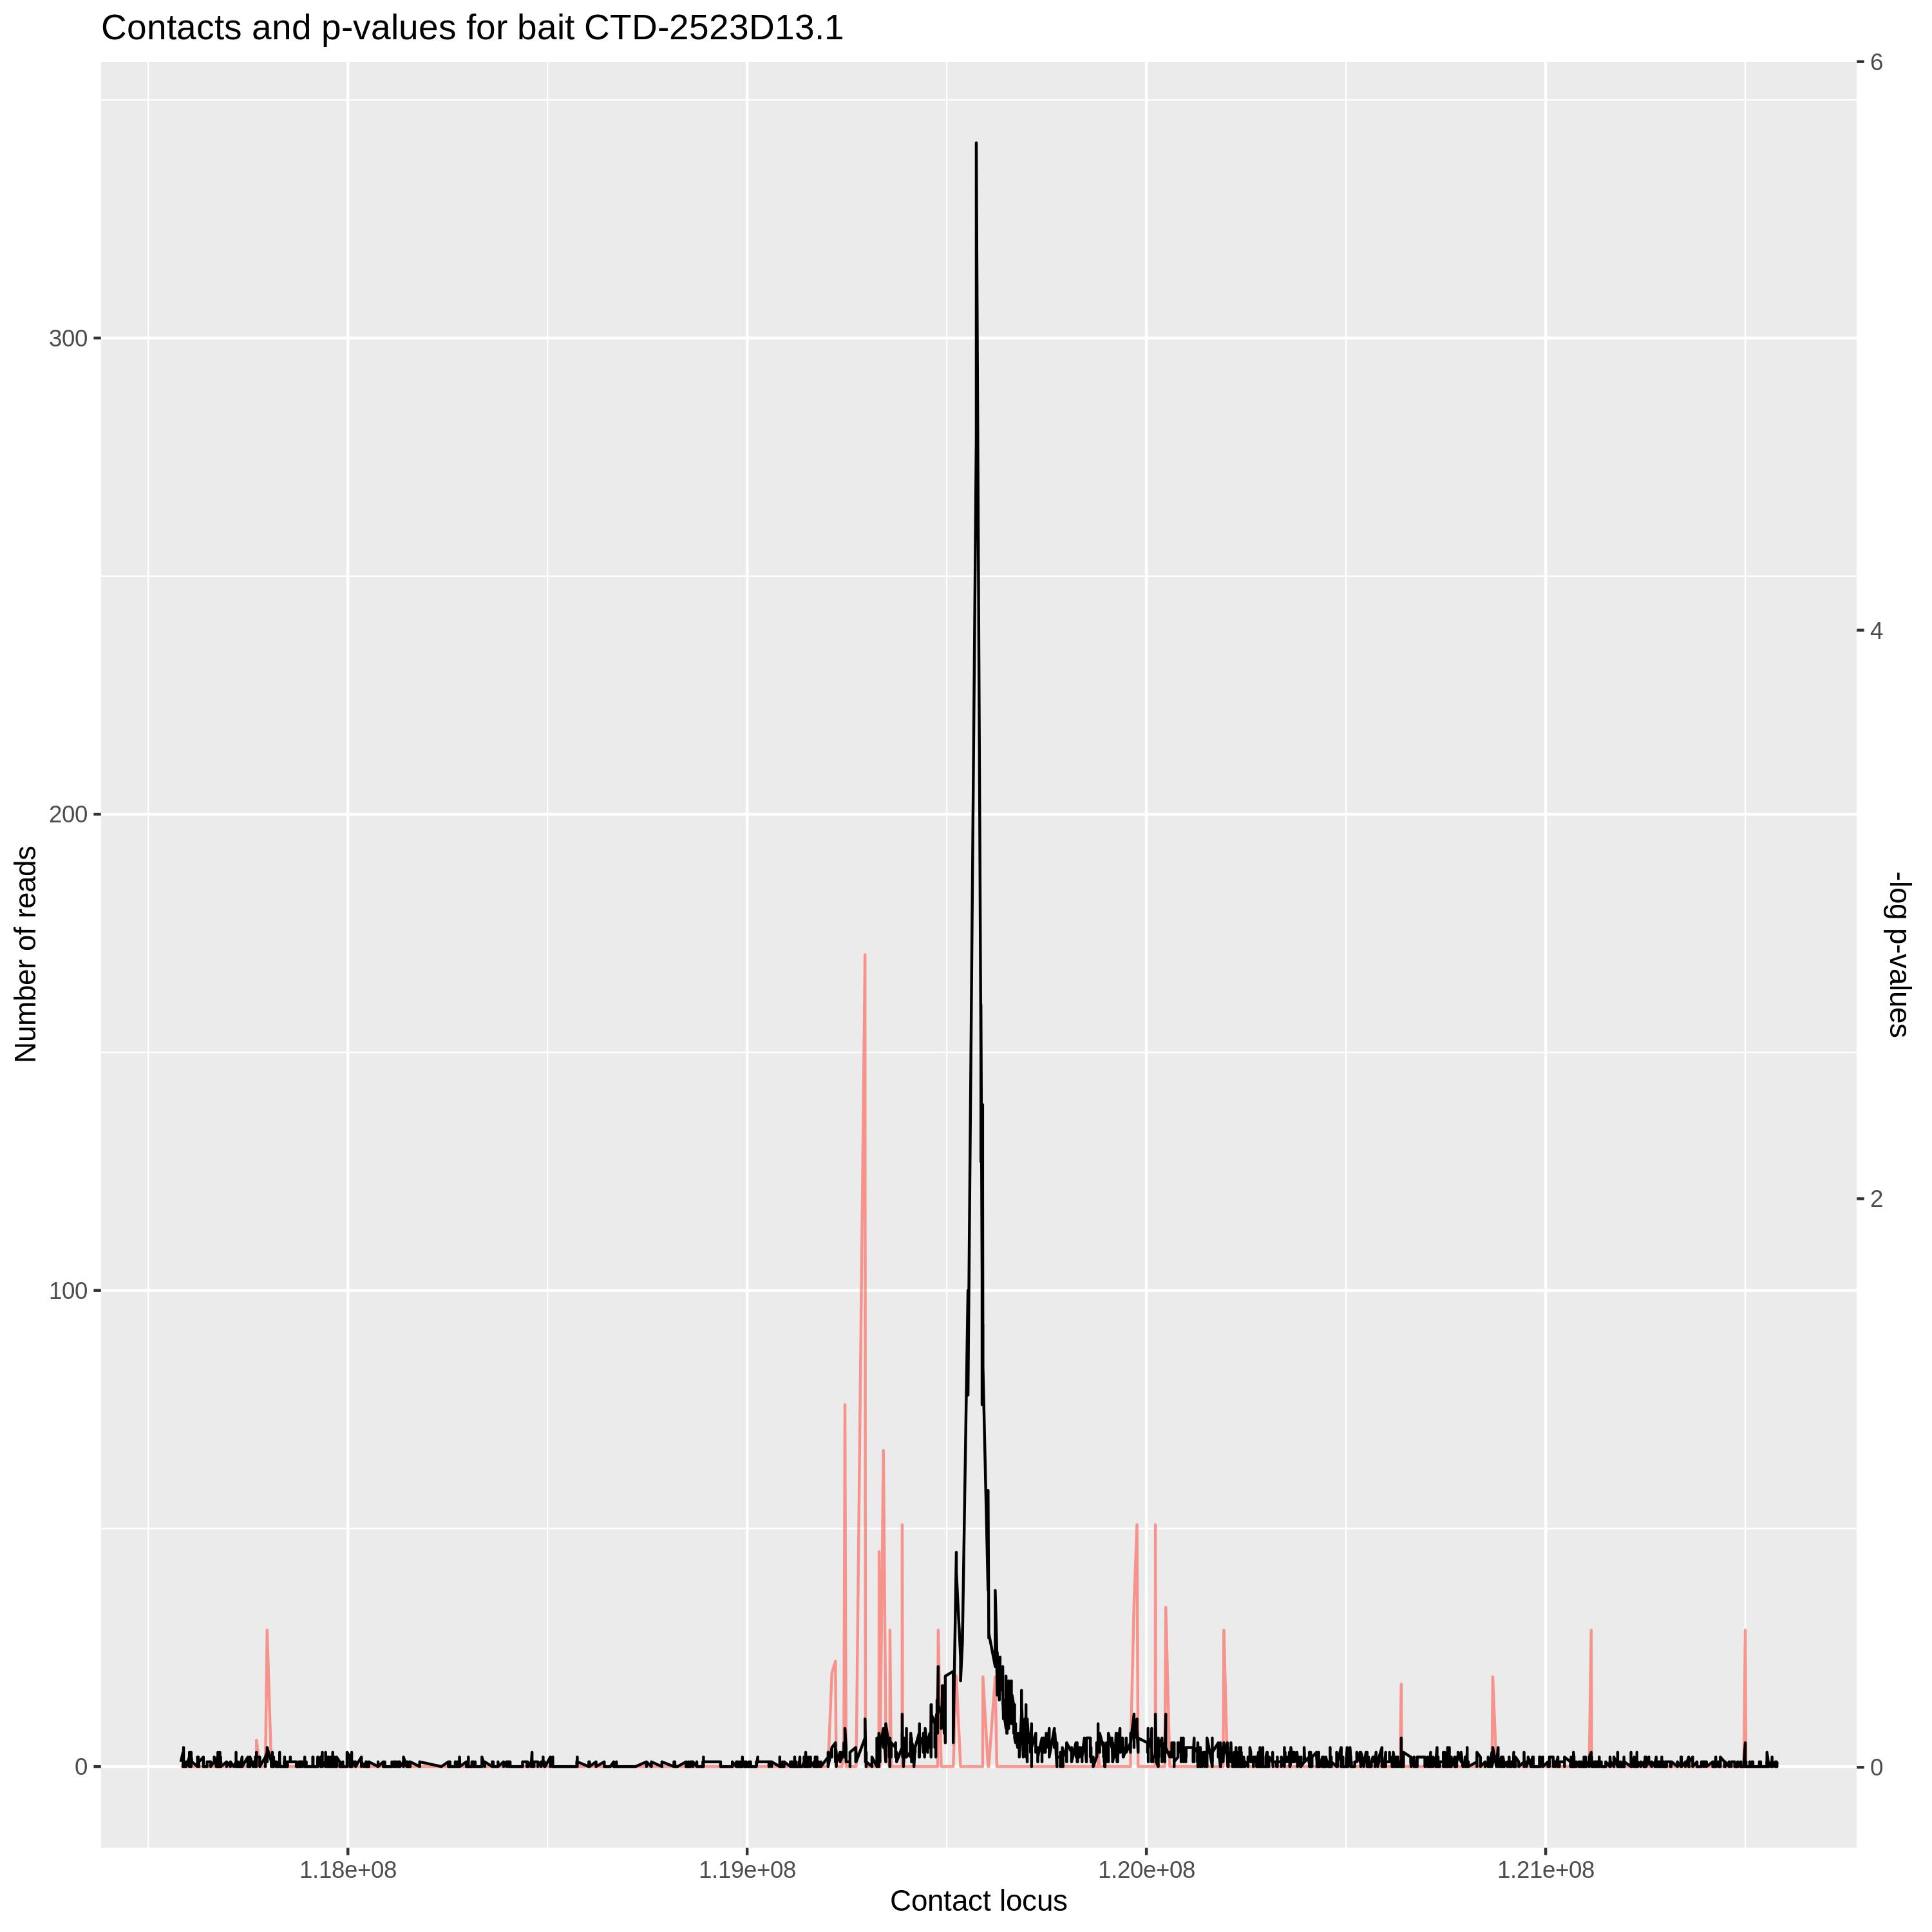 Contacts and p-values for bait CTD-2523D13.1
6
300
4
200
Number of reads
-log p-values
2
100
0
0
1.18e+08
1.19e+08
1.20e+08
1.21e+08
Contact locus